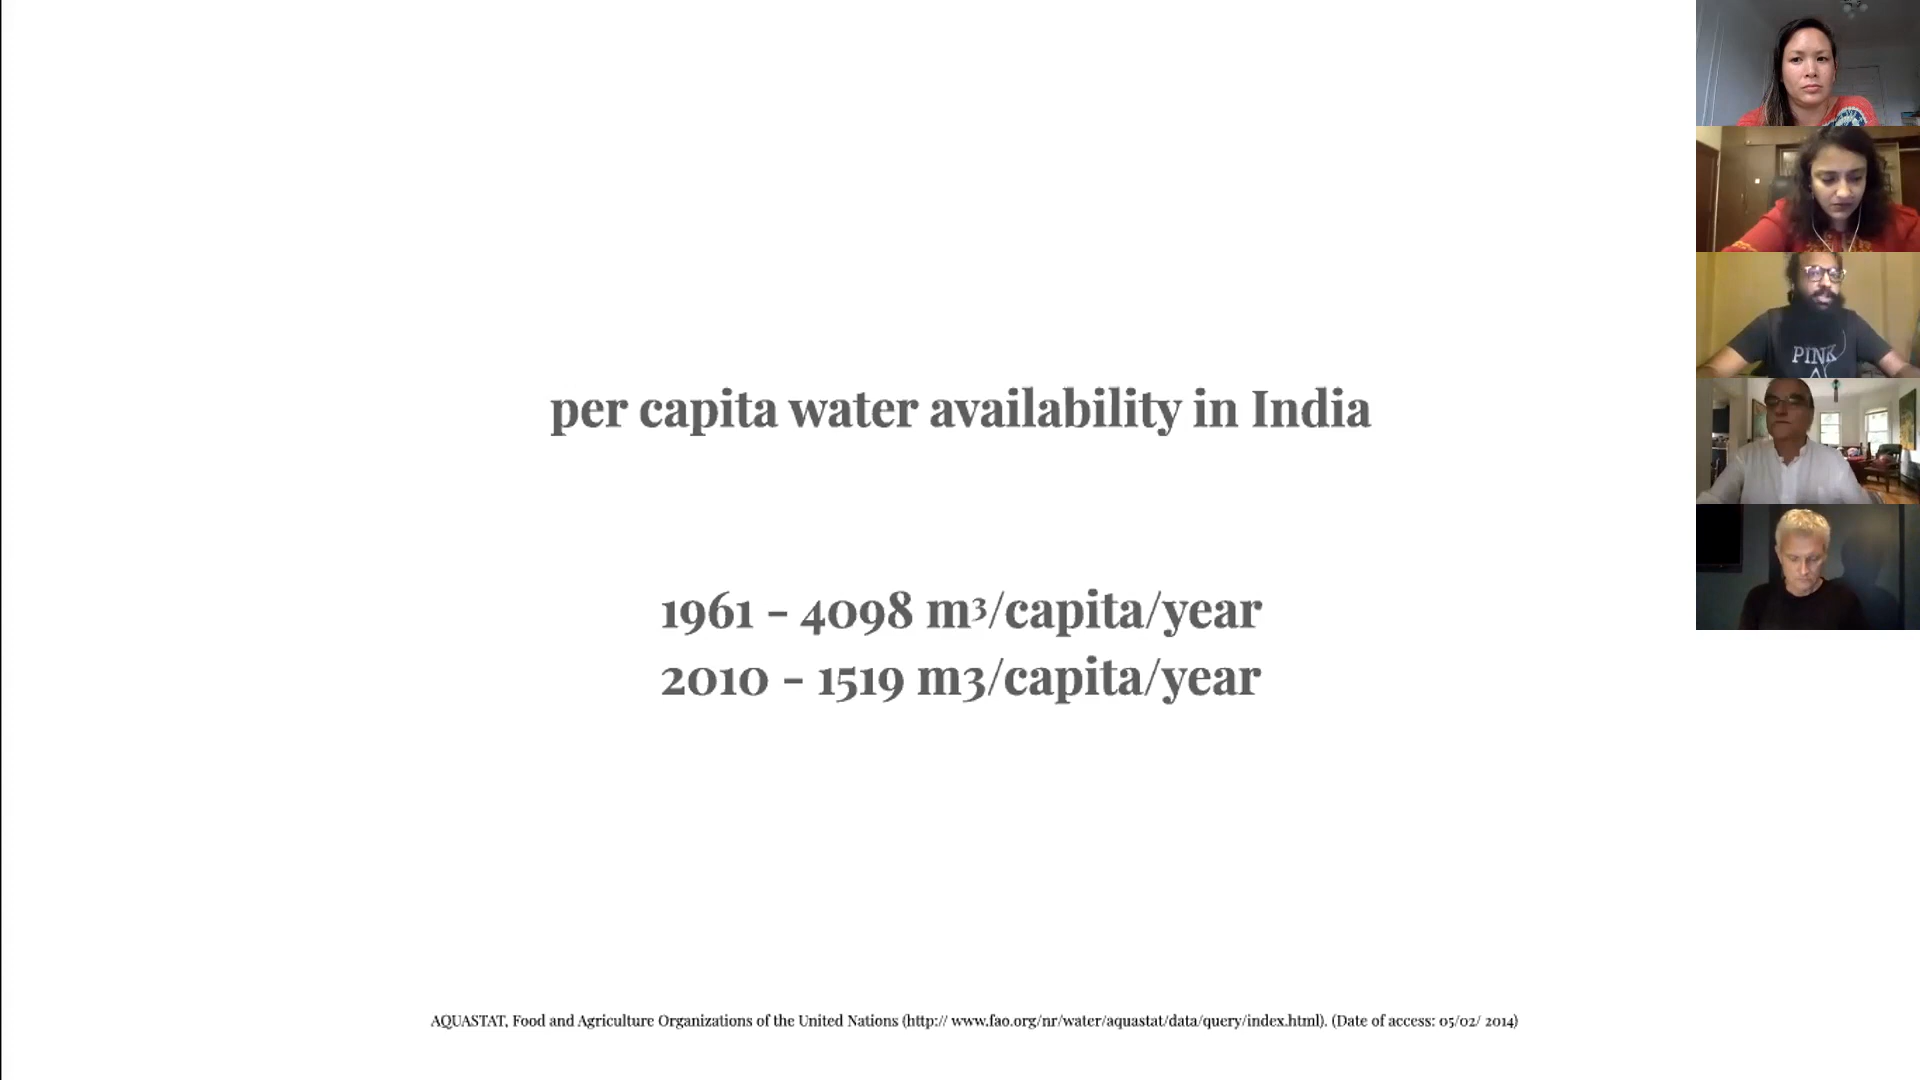 per capita water availability in India
1961 - 4098 m³/capita/year
2010 - 1519 m3/capita/year
AQUASTAT, Food and Agriculture Organizations of the United Nations (http:// www.fao.org/nr/water/aquastat/data/query/index.html). (Date of access: 05/02/ 2014)
PINK